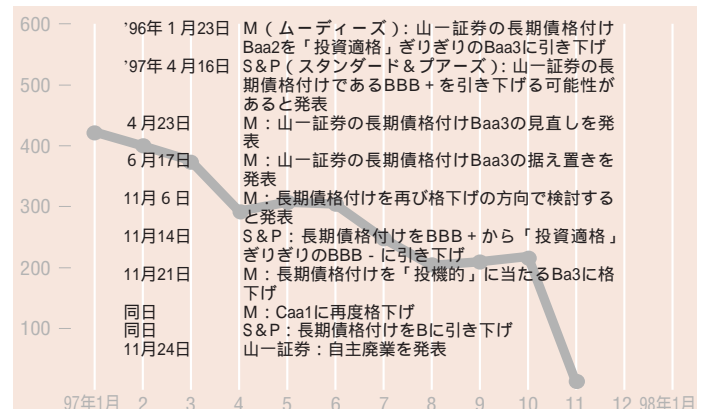 600
500
400
300
200
100
'96年1月23日 M(ムーディーズ):山一証券の長期債格付け
Baa2を「投資適格」ぎりぎりのBaa3に引き下げ
'97年4月16日 S&P(スタンダード&プアーズ):山一証券の長
期債格付けであるBBB+を引き下げる可能性が
あると発表
4月23日 M:山一証券の長期債格付けBaa3の見直しを発
表
6月17日 M:山一証券の長期債格付けBaa3の据え置きを
発表
11月6日 M:長期債格付けを再び格下げの方向で検討する
と発表
11月14日 S&P:長期債格付けをBBB+から「投資適格」
ぎりぎりのBBB-に引き下げ
11月21日 M:長期債格付けを「投機的」に当たるBa3に格
下げ
同日 M:Caa1に再度格下げ
同日 S&P:長期債格付けをBに引き下げ
11月24日 山一証券:自主廃業を発表
97年1月 2 3 4 5 6 7 8 9 10 11 12 98年1月